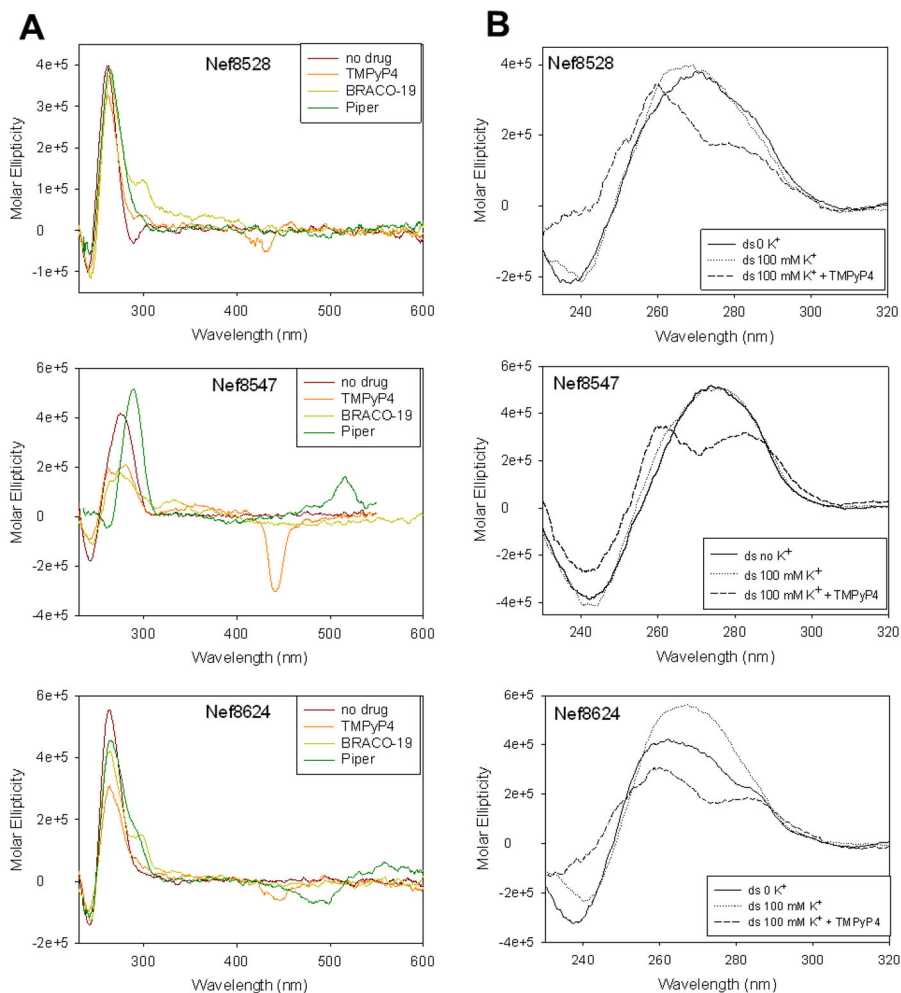 A
Nef8528
no drug
TMPyP4
BRACO-19
Piper
Molar Ellipticity
4e+5
3e+5
2e+5
1e+5
0
-1e+5
300 400 500 600
Wavelength (nm)
Nef8547
no drug
TMPyP4
BRACO-19
Piper
Molar Ellipticity
6e+5
4e+5
2e+5
0
-2e+5
-4e+5
300 400 500 600
Wavelength (nm)
Nef8624
no drug
TMPyP4
BRACO-19
Piper
Molar Ellipticity
6e+5
4e+5
2e+5
0
-2e+5
300 400 500 600
Wavelength (nm)
B
Nef8528
Molar Ellipticity
4e+5
2e+5
0
-2e+5
ds 0 K+
ds 100 mM K+
ds 100 mM K+ + TMPyP4
240 260 280 300 320
Wavelength (nm)
Nef8547
Molar Ellipticity
6e+5
4e+5
2e+5
0
-2e+5
-4e+5
ds no K+
ds 100 mM K+
ds 100 mM K+ + TMPyP4
240 260 280 300 320
Wavelength (nm)
Nef8624
Molar Ellipticity
6e+5
4e+5
2e+5
0
-2e+5
-4e+5
ds 0 K+
ds 100 mM K+
ds 100 mM K+ + TMPyP4
240 260 280 300 320
Wavelength (nm)